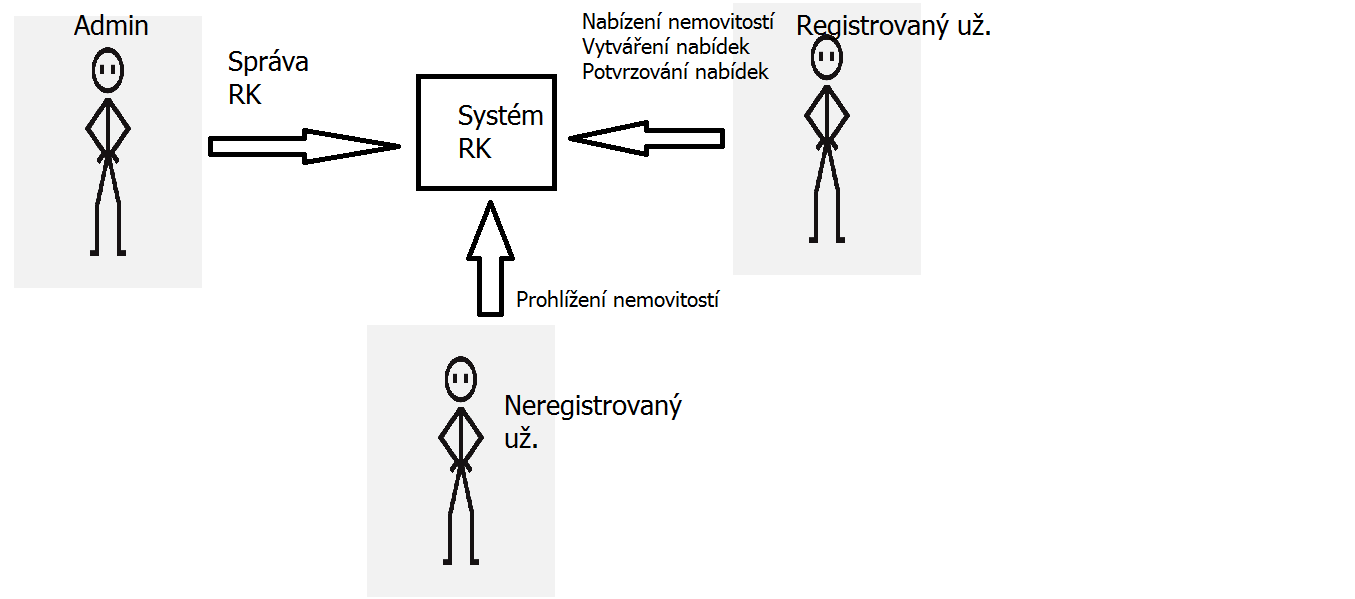 Admin
Správa
RK
Systém
RK
Nabízení nemovitostí
Vytváření nabídek
Potvrzování nabídek
Registrovaný už.
Prohlížení nemovitostí
Neregistrovaný
už.